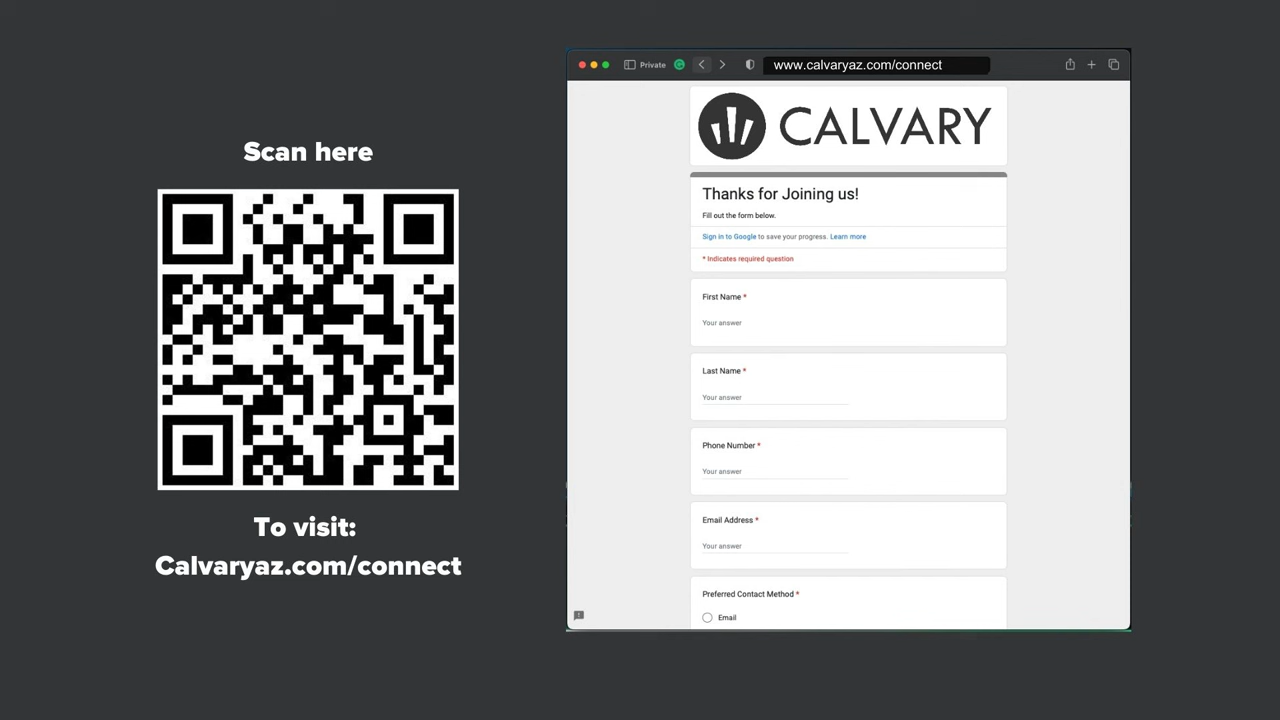 Scan here
To visit:
Calvaryaz.com/connect
Private
www.calvaryaz.com/connect
CALVARY
Thanks for Joining us!
Fill out the form below.
Sign in to Google to save your progress. Learn more
* Indicates required question
First Name *
Your answer
Last Name *
Your answer
Phone Number *
Your answer
Email Address *
Your answer
Preferred Contact Method *
Email